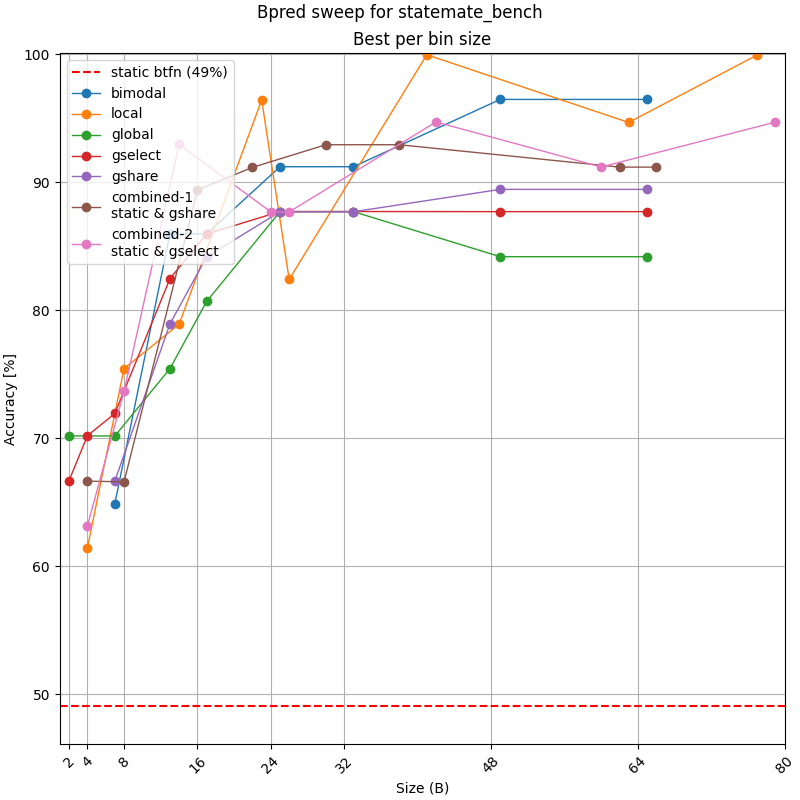 Bpred sweep for statemate_bench
Best per bin size
static btfn (49%)
bimodal
local
global
gselect
gshare
combined-1
static & gshare
combined-2
static & gselect
100
90
80
70
60
50
Accuracy [%]
2 4 8 16 24 32 48 64 80
Size (B)